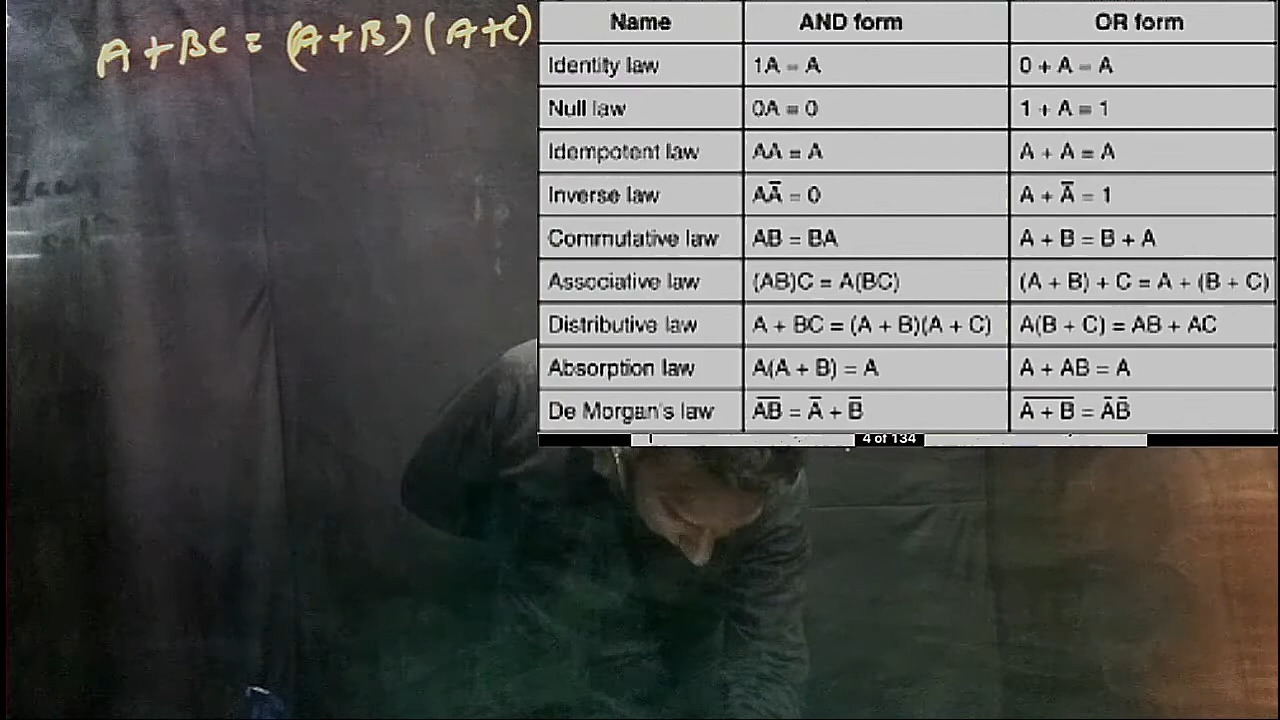 A+BC = (A+B)(A+C)
Name AND form OR form
Identity law 1A = A 0 + A = A
Null law 0A = 0 1 + A = 1
Idempotent law AA = A A + A = A
Inverse law AA̅ = 0 A + A̅ = 1
Commutative law AB = BA A + B = B + A
Associative law (AB)C = A(BC) (A + B) + C = A + (B + C)
Distributive law A + BC = (A + B)(A + C) A(B + C) = AB + AC
Absorption law A(A + B) = A A + AB = A
De Morgan's law A̅B̅ = A̅ + B̅ A̅ ̅+̅ ̅B̅ = A̅B̅
4 of 134